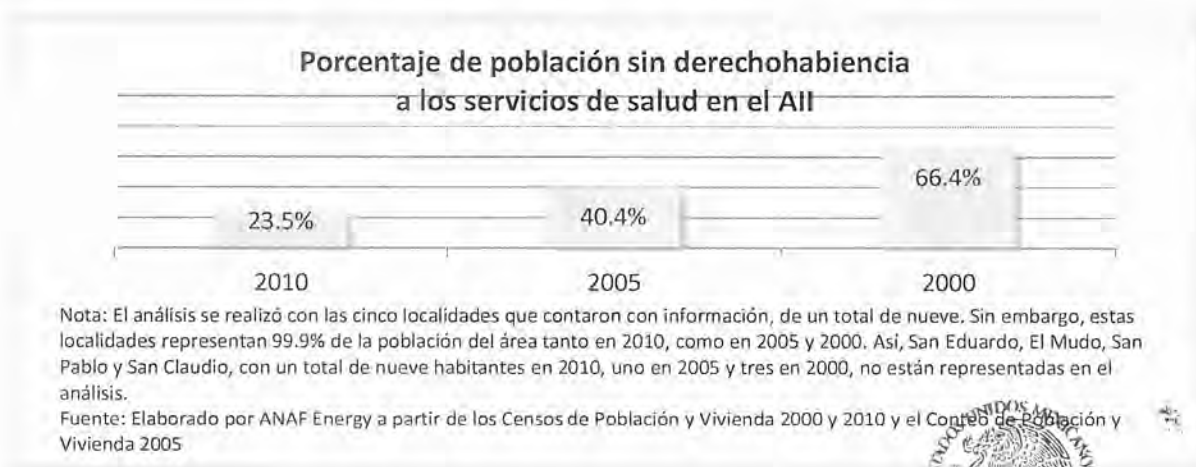 Porcentaje de población sin derechohabiencia
a los servicios de salud en el AII
66.4%
40.4%
23.5%
2010
2005
2000
Nota: El análisis se realizó con las cinco localidades que contaron con información, de un total de nueve. Sin embargo, estas
localidades representan 99.9% de la población del área tanto en 2010, como en 2005 y 2000. Así, San Eduardo, El Mudo, San
Pablo y San Claudio, con un total de nueve habitantes en 2010, uno en 2005 y tres en 2000, no están representadas en el
análisis.
Fuente: Elaborado por ANAF Energy a partir de los Censos de Población y Vivienda 2000 y 2010 y el Conteo de Población y
Vivienda 2005